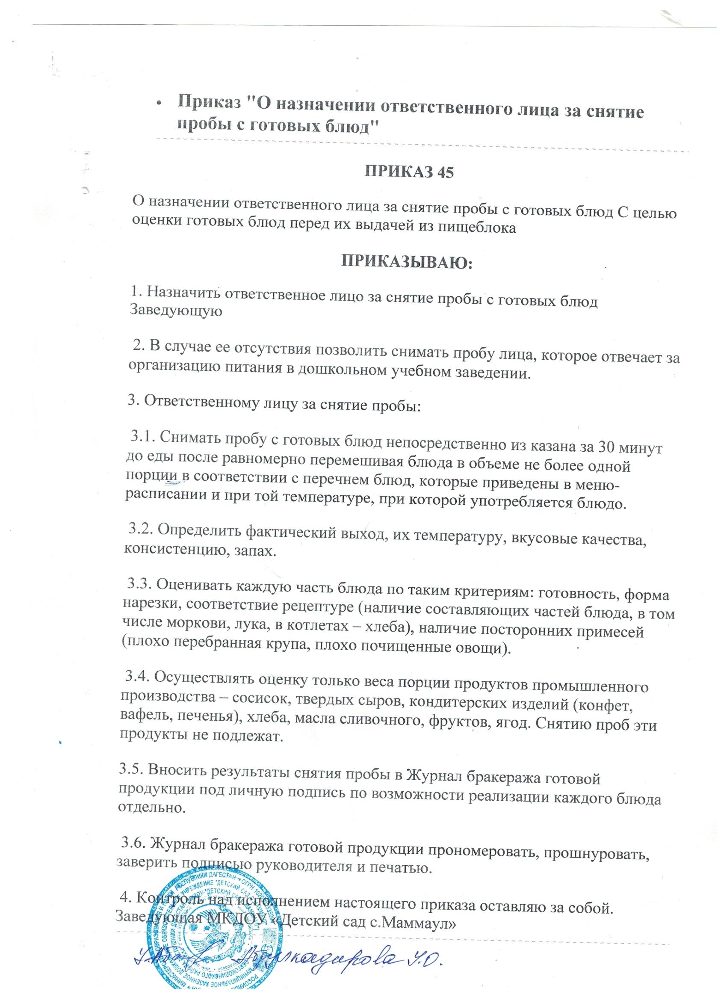 • Приказ "О назначении ответственного лица за снятие
пробы с готовых блюд"
ПРИКАЗ 45
О назначении ответственного лица за снятие пробы с готовых блюд С целью
оценки готовых блюд перед их выдачей из пищеблока
ПРИКАЗЫВАЮ:
1. Назначить ответственное лицо за снятие пробы с готовых блюд
Заведующую
2. В случае ее отсутствия позволить снимать пробу лица, которое отвечает за
организацию питания в дошкольном учебном заведении.
3. Ответственному лицу за снятие пробы:
3.1. Снимать пробу с готовых блюд непосредственно из казана за 30 минут
до еды после равномерно перемешивая блюда в объеме не более одной
порции в соответствии с перечнем блюд, которые приведены в меню-
расписании и при той температуре, при которой употребляется блюдо.
3.2. Определить фактический выход, их температуру, вкусовые качества,
консистенцию, запах.
3.3. Оценивать каждую часть блюда по таким критериям: готовность, форма
нарезки, соответствие рецептуре (наличие составляющих частей блюда, в том
числе моркови, лука, в котлетах – хлеба), наличие посторонних примесей
(плохо перебранная крупа, плохо почищенные овощи).
3.4. Осуществлять оценку только веса порции продуктов промышленного
производства – сосисок, твердых сыров, кондитерских изделий (конфет,
вафель, печенья), хлеба, масла сливочного, фруктов, ягод. Снятию проб эти
продукты не подлежат.
3.5. Вносить результаты снятия пробы в Журнал бракеража готовой
продукции под личную подпись по возможности реализации каждого блюда
отдельно.
3.6. Журнал бракеража готовой продукции прономеровать, прошнуровать,
заверить подписью руководителя и печатью.
4. Контроль над исполнением настоящего приказа оставляю за собой.
Заведующая МКДОУ «Детский сад с.Маммаул»
Абдулкадирова У.О.
РЕСПУБЛИКИ ДАГЕСТАН
УЧРЕЖДЕНИЕ "ДЕТСКИЙ САД
МКДОУ-"ДЕТСКИЙ САД